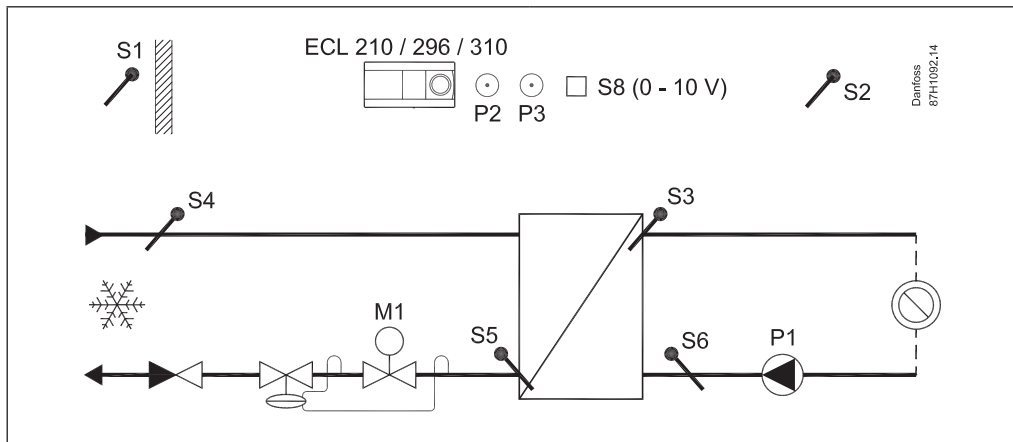 S1
ECL 210 / 296 / 310
P2
P3
S8 (0 - 10 V)
S2
Danfoss
87H1092.14
S4
S3
M1
S5
S6
P1